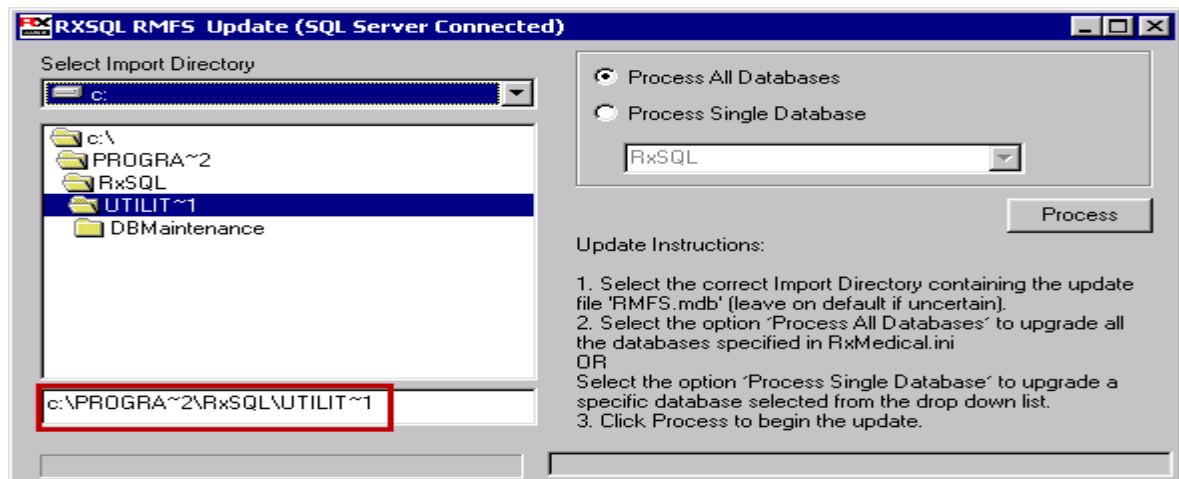 RXSQL RMFS Update (SQL Server Connected)
Select Import Directory
c:
c:\
PROGRA~2
RxSQL
UTILIT~1
DBMaintenance
c:\PROGRA~2\RxSQL\UTILIT~1
Process All Databases
Process Single Database
RxSQL
Process
Update Instructions:
1. Select the correct Import Directory containing the update
file 'RMFS.mdb' (leave on default if uncertain).
2. Select the option ´Process All Databases´ to upgrade all
the databases specified in RxMedical.ini
OR
Select the option ´Process Single Database´ to upgrade a
specific database selected from the drop down list.
3. Click Process to begin the update.